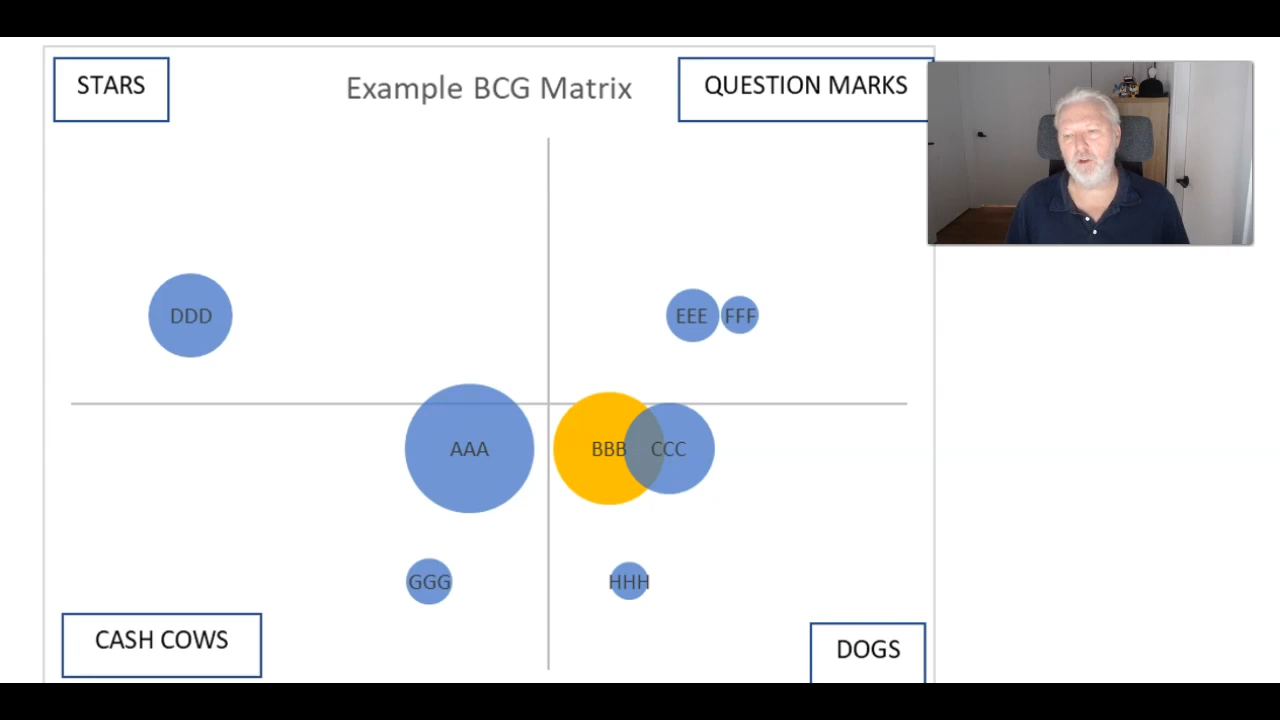 STARS
Example BCG Matrix
QUESTION MARKS
DDD
EEE
FFF
AAA
BBB
CCC
GGG
HHH
CASH COWS
DOGS